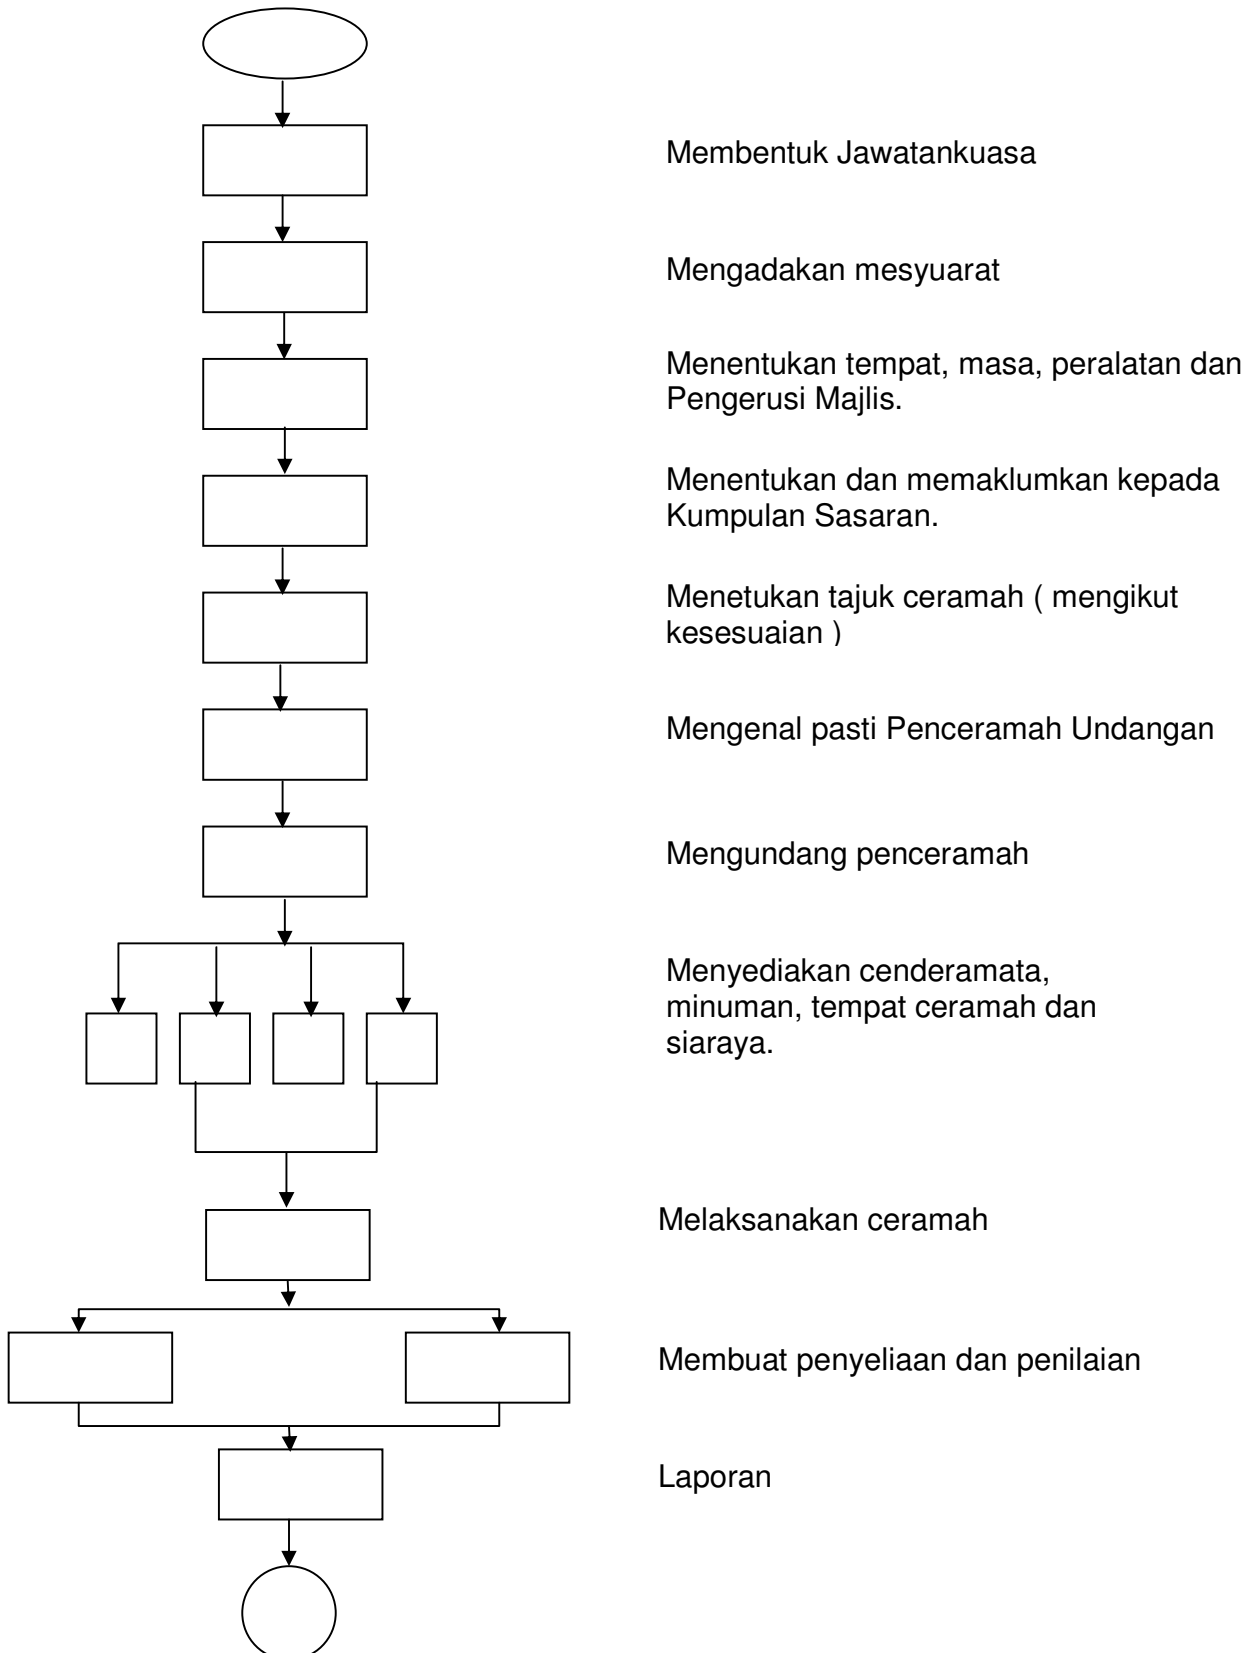 Membentuk Jawatankuasa
Mengadakan mesyuarat
Menentukan tempat, masa, peralatan dan
Pengerusi Majlis.
Menentukan dan memaklumkan kepada
Kumpulan Sasaran.
Menetukan tajuk ceramah ( mengikut
kesesuaian )
Mengenal pasti Penceramah Undangan
Mengundang penceramah
Menyediakan cenderamata,
minuman, tempat ceramah dan
siaraya.
Melaksanakan ceramah
Membuat penyeliaan dan penilaian
Laporan